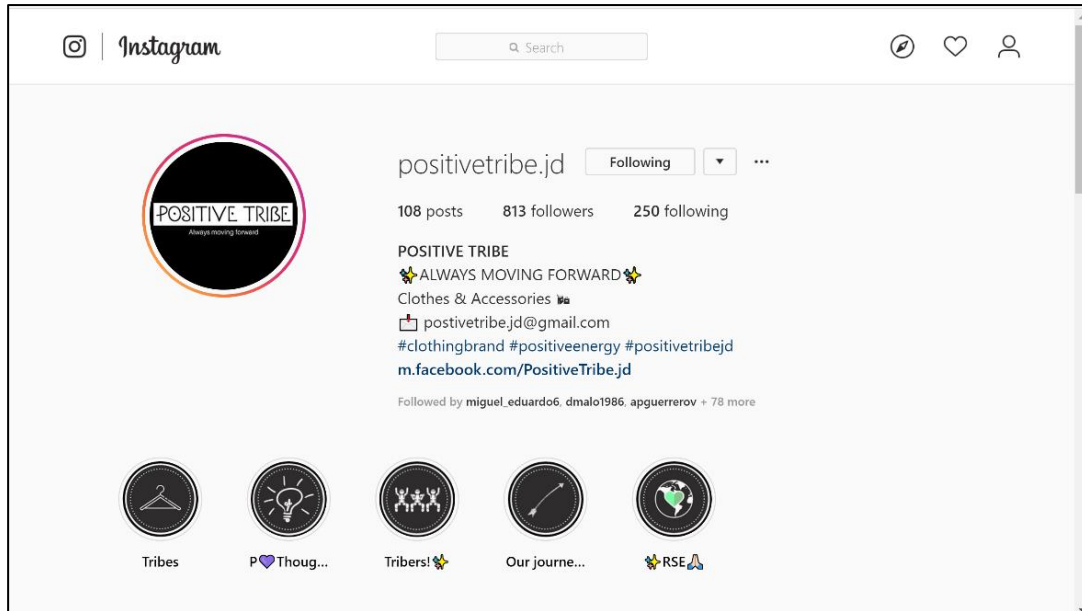 Instagram
Search
positivetribe.jd Following
POSITIVE TRIBE
Always moving forward
108 posts 813 followers 250 following
POSITIVE TRIBE
✨ALWAYS MOVING FORWARD✨
Clothes & Accessories
📩 postivetribe.jd@gmail.com
#clothingbrand #positiveenergy #positivetribejd
m.facebook.com/PositiveTribe.jd
Followed by miguel_eduardo6, dmalo1986, apguerrerov + 78 more
Tribes P💜Thoug... Tribers!✨ Our journe... ✨RSE🙏🏼